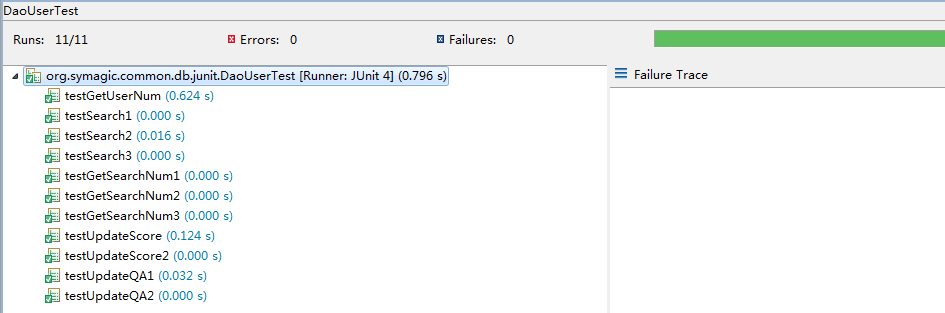 DaoUserTest
Runs: 11/11 Errors: 0 Failures: 0
org.symagic.common.db.junit.DaoUserTest [Runner: JUnit 4] (0.796 s)
Failure Trace
testGetUserNum (0.624 s)
testSearch1 (0.000 s)
testSearch2 (0.016 s)
testSearch3 (0.000 s)
testGetSearchNum1 (0.000 s)
testGetSearchNum2 (0.000 s)
testGetSearchNum3 (0.000 s)
testUpdateScore (0.124 s)
testUpdateScore2 (0.000 s)
testUpdateQA1 (0.032 s)
testUpdateQA2 (0.000 s)